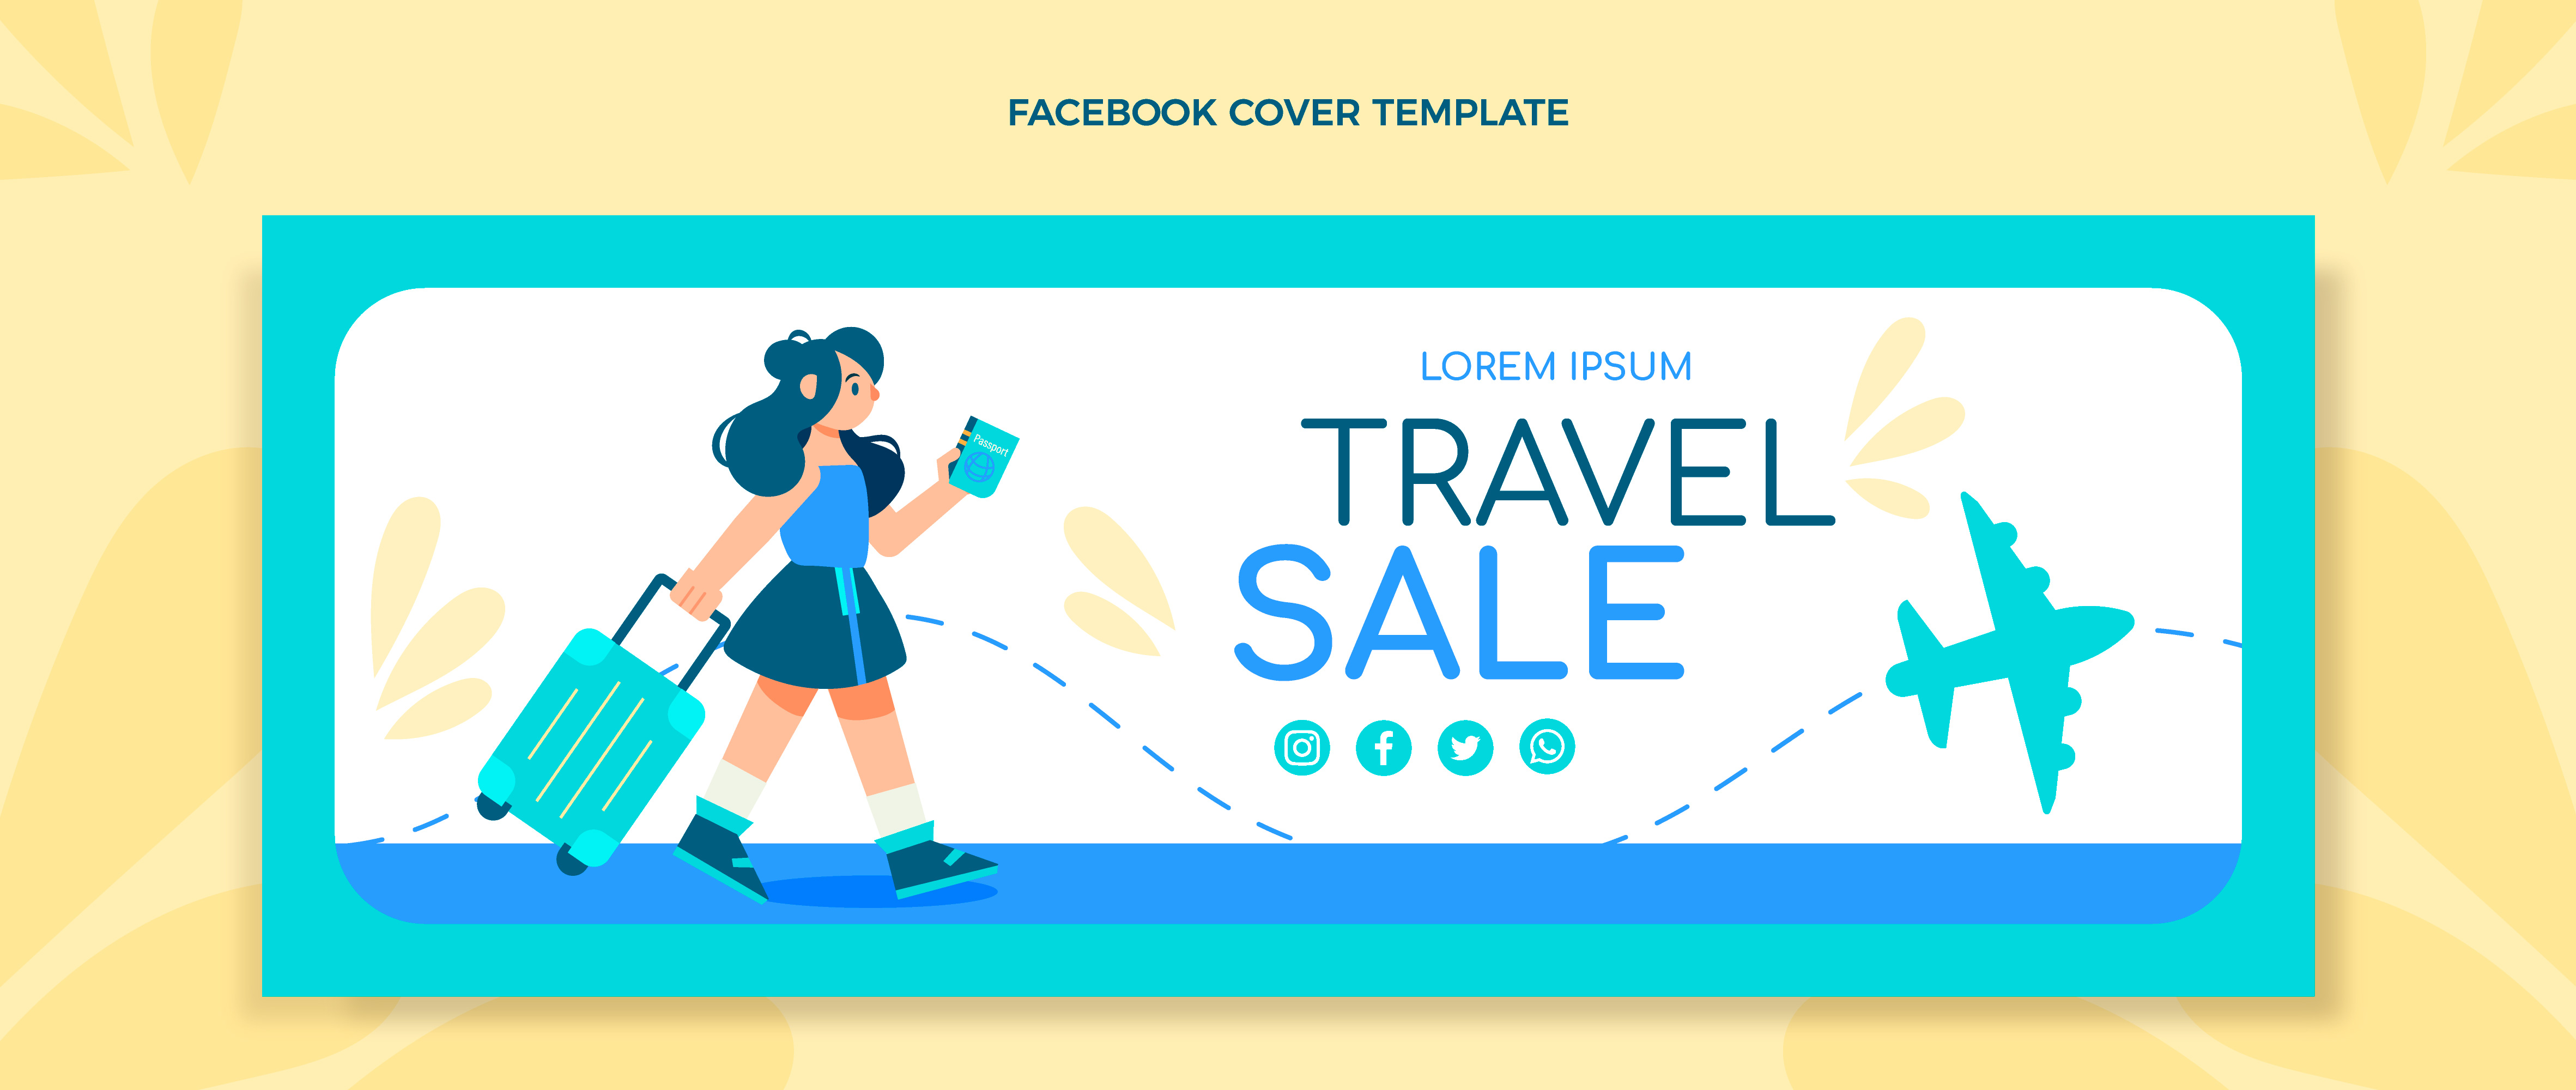 FACEBOOK COVER TEMPLATE
LOREM IPSUM
TRAVEL
SALE
Passport